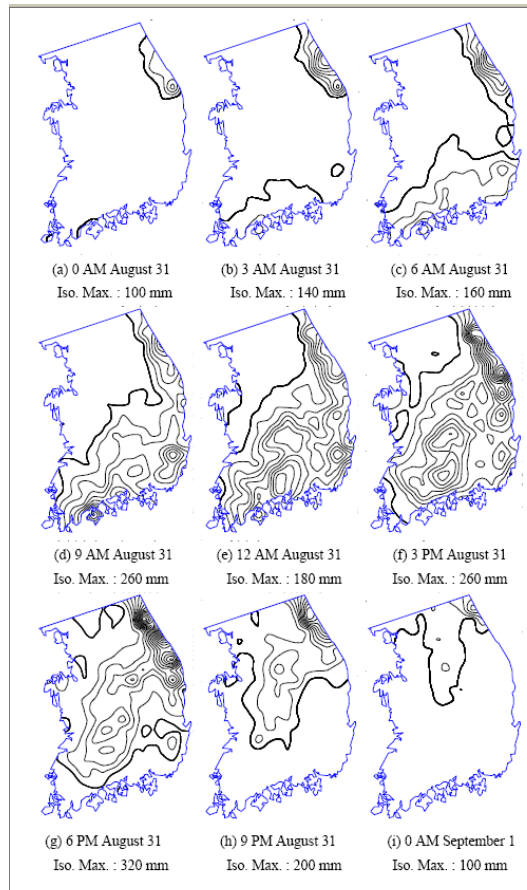 (a) 0 AM August 31
Iso. Max. : 100 mm
(b) 3 AM August 31
Iso. Max. : 140 mm
(c) 6 AM August 31
Iso. Max. : 160 mm
(d) 9 AM August 31
Iso. Max. : 260 mm
(e) 12 AM August 31
Iso. Max. : 180 mm
(f) 3 PM August 31
Iso. Max. : 260 mm
(g) 6 PM August 31
Iso. Max. : 320 mm
(h) 9 PM August 31
Iso. Max. : 200 mm
(i) 0 AM September 1
Iso. Max. : 100 mm